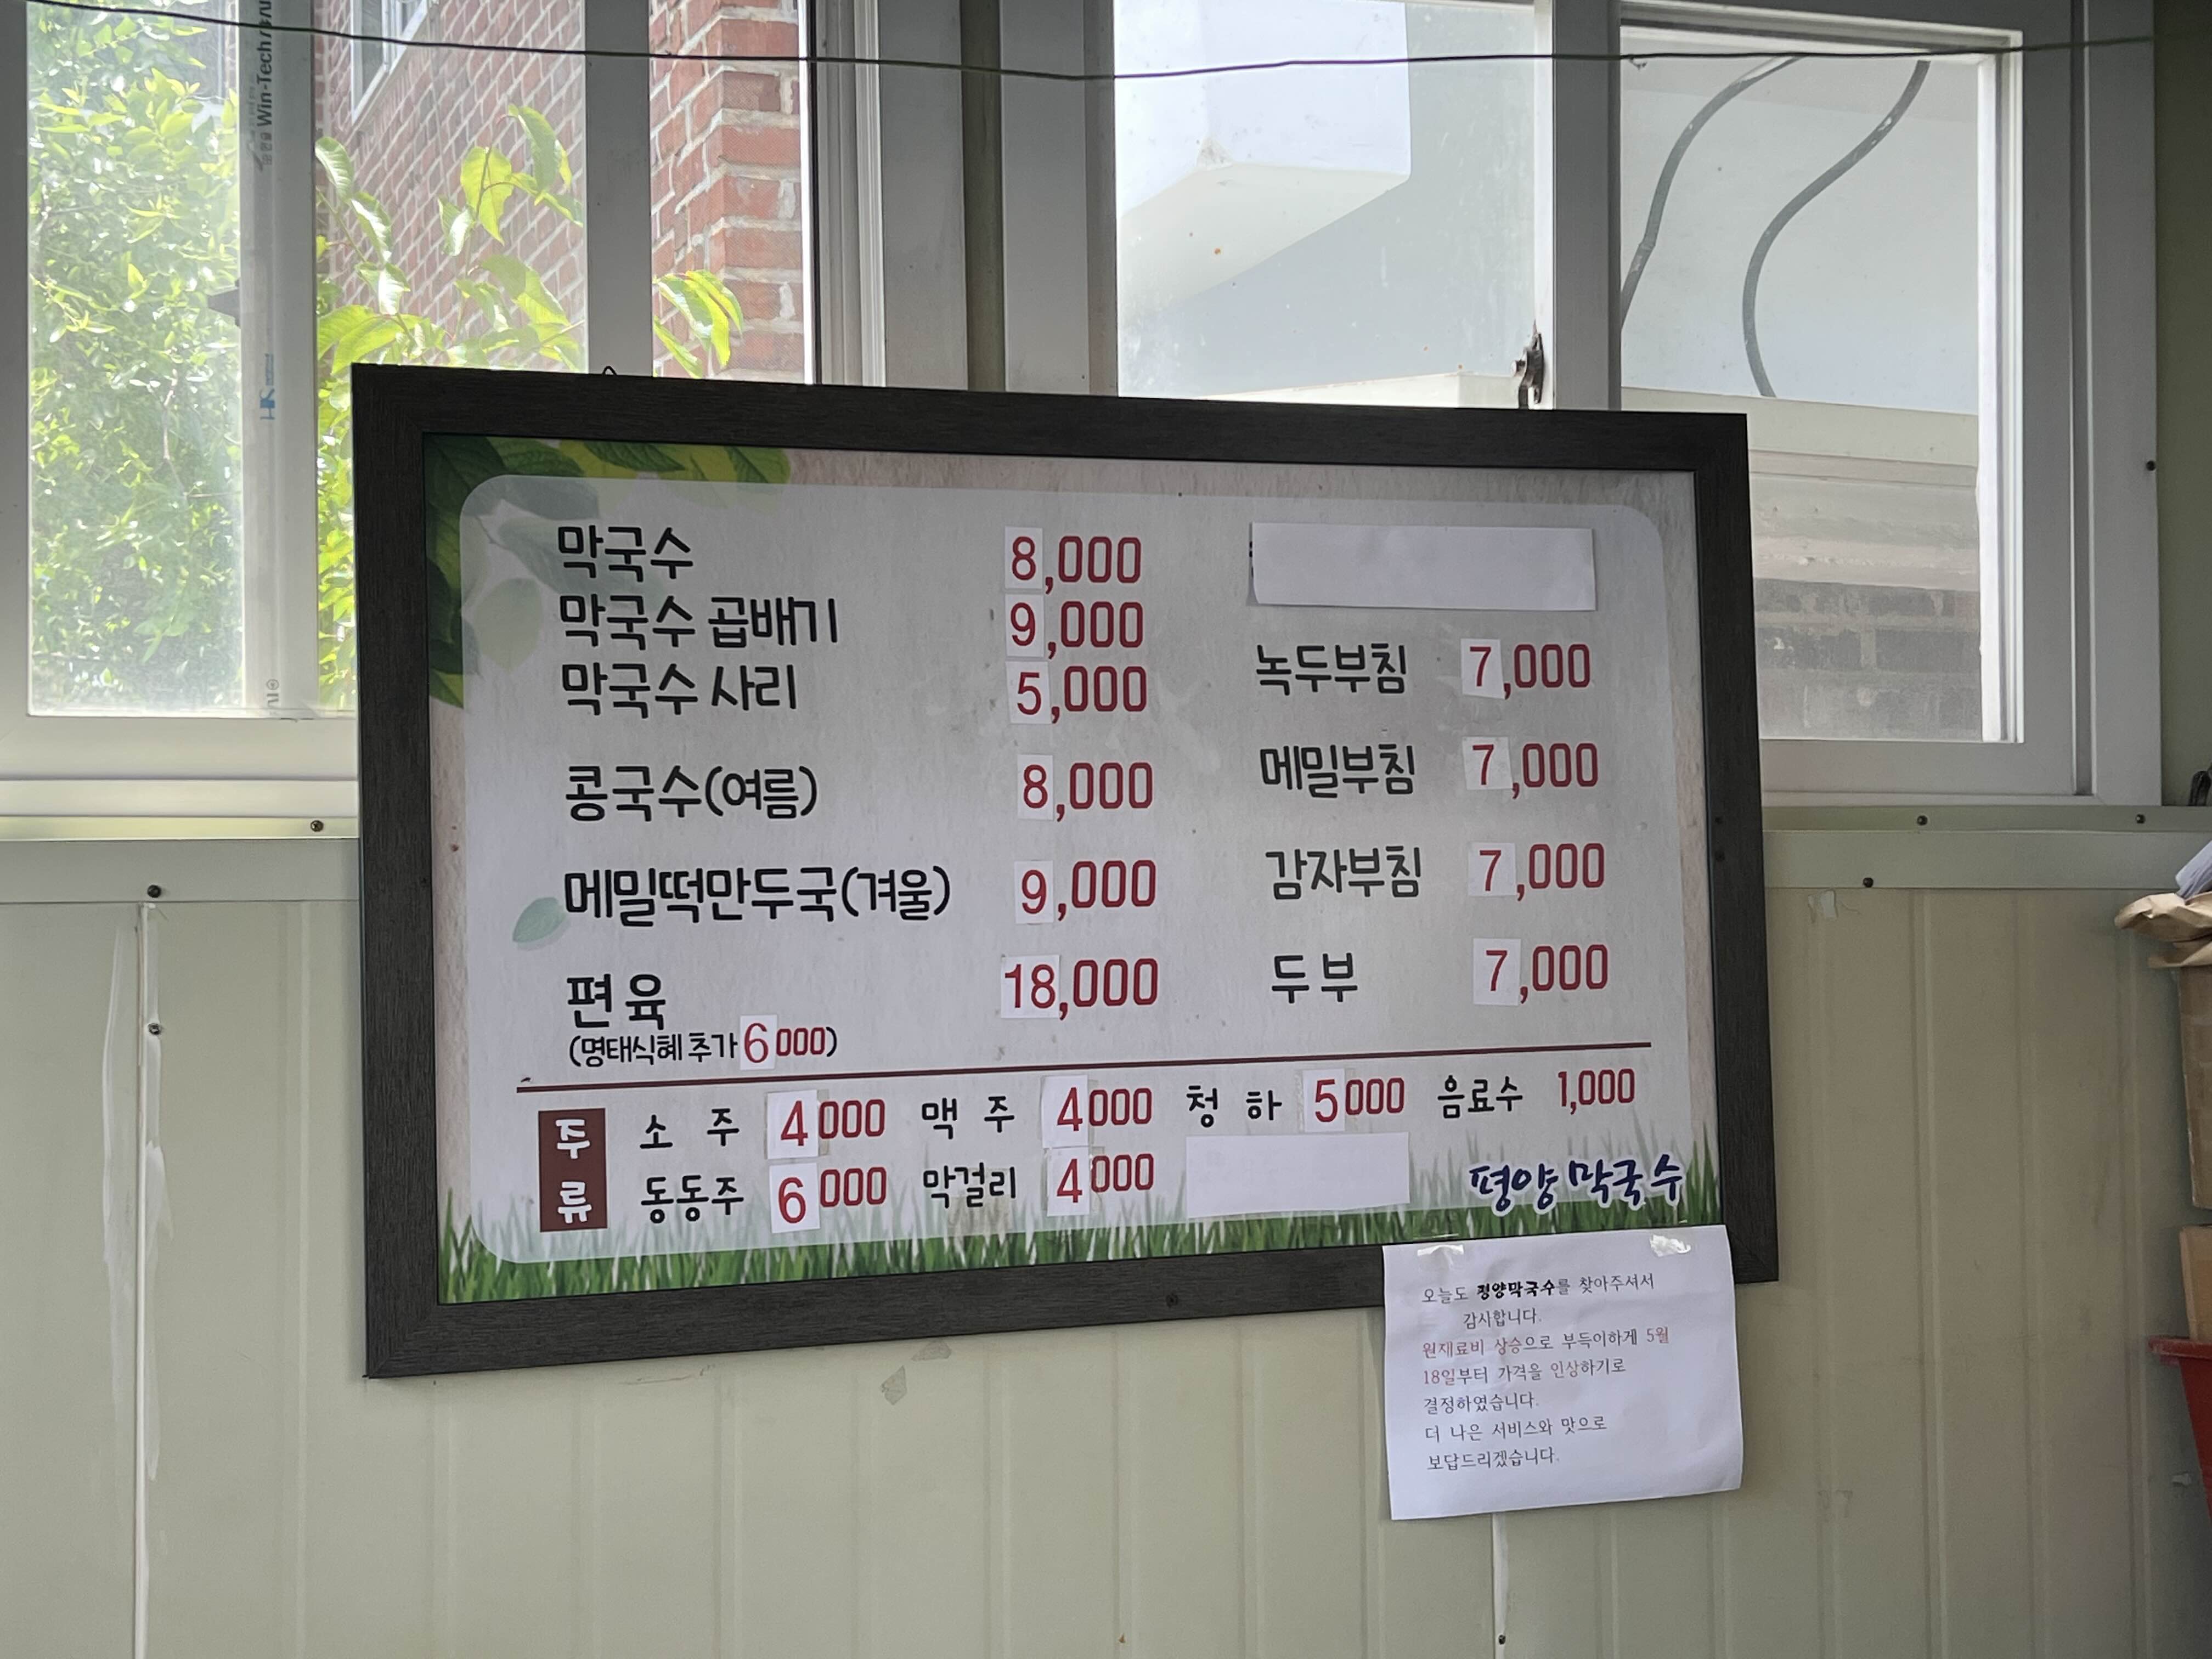 Win-Tech
막국수 8,000
막국수 곱배기 9,000
막국수 사리 5,000
콩국수(여름) 8,000
메밀떡만두국(겨울) 9,000
편육 18,000
(명태식혜 추가 6000)
녹두부침 7,000
메밀부침 7,000
감자부침 7,000
두부 7,000
주류
소주 4000 맥주 4000 청하 5000 음료수 1,000
동동주 6000 막걸리 4000
평양막국수
오늘도 평양막국수를 찾아주셔서
감사합니다.
원재료비 상승으로 부득이하게 5월
18일부터 가격을 인상하기로
결정하였습니다.
더 나은 서비스와 맛으로
보답드리겠습니다.